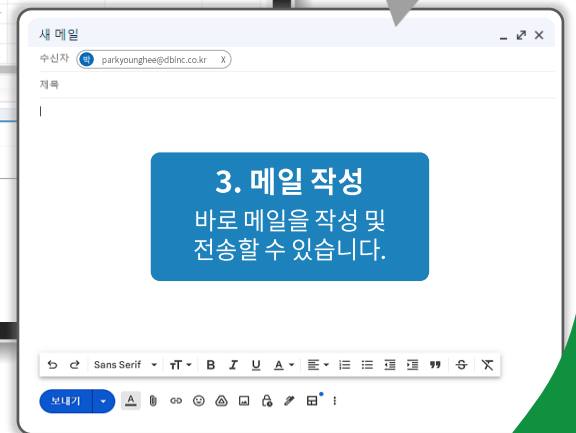 새 메일
수신자 박 parkyounghee@dblnc.co.kr X
제목
3. 메일 작성
바로 메일을 작성 및
전송할 수 있습니다.
Sans Serif
보내기